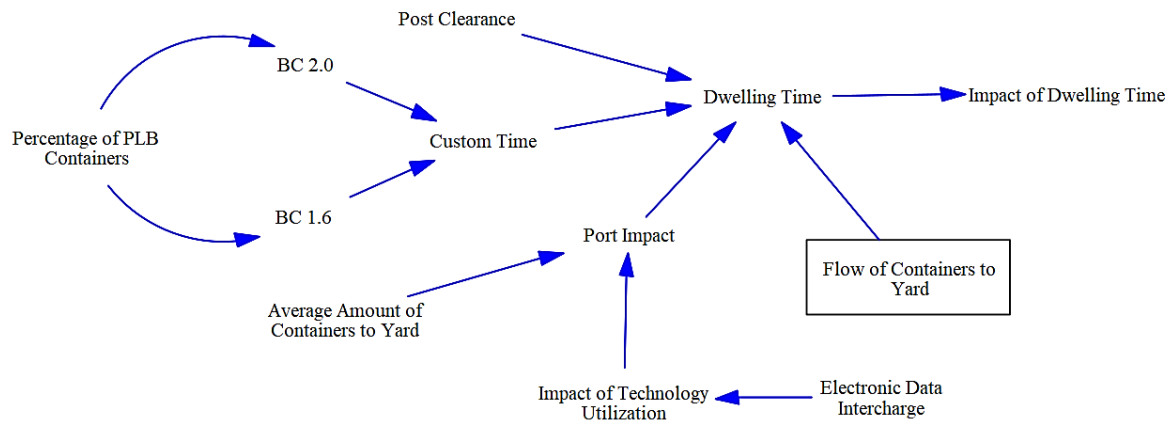 Post Clearance
BC 2.0
Dwelling Time
Impact of Dwelling Time
Percentage of PLB
Containers
Custom Time
BC 1.6
Port Impact
Flow of Containers to
Yard
Average Amount of
Containers to Yard
Impact of Technology
Utilization
Electronic Data
Intercharge